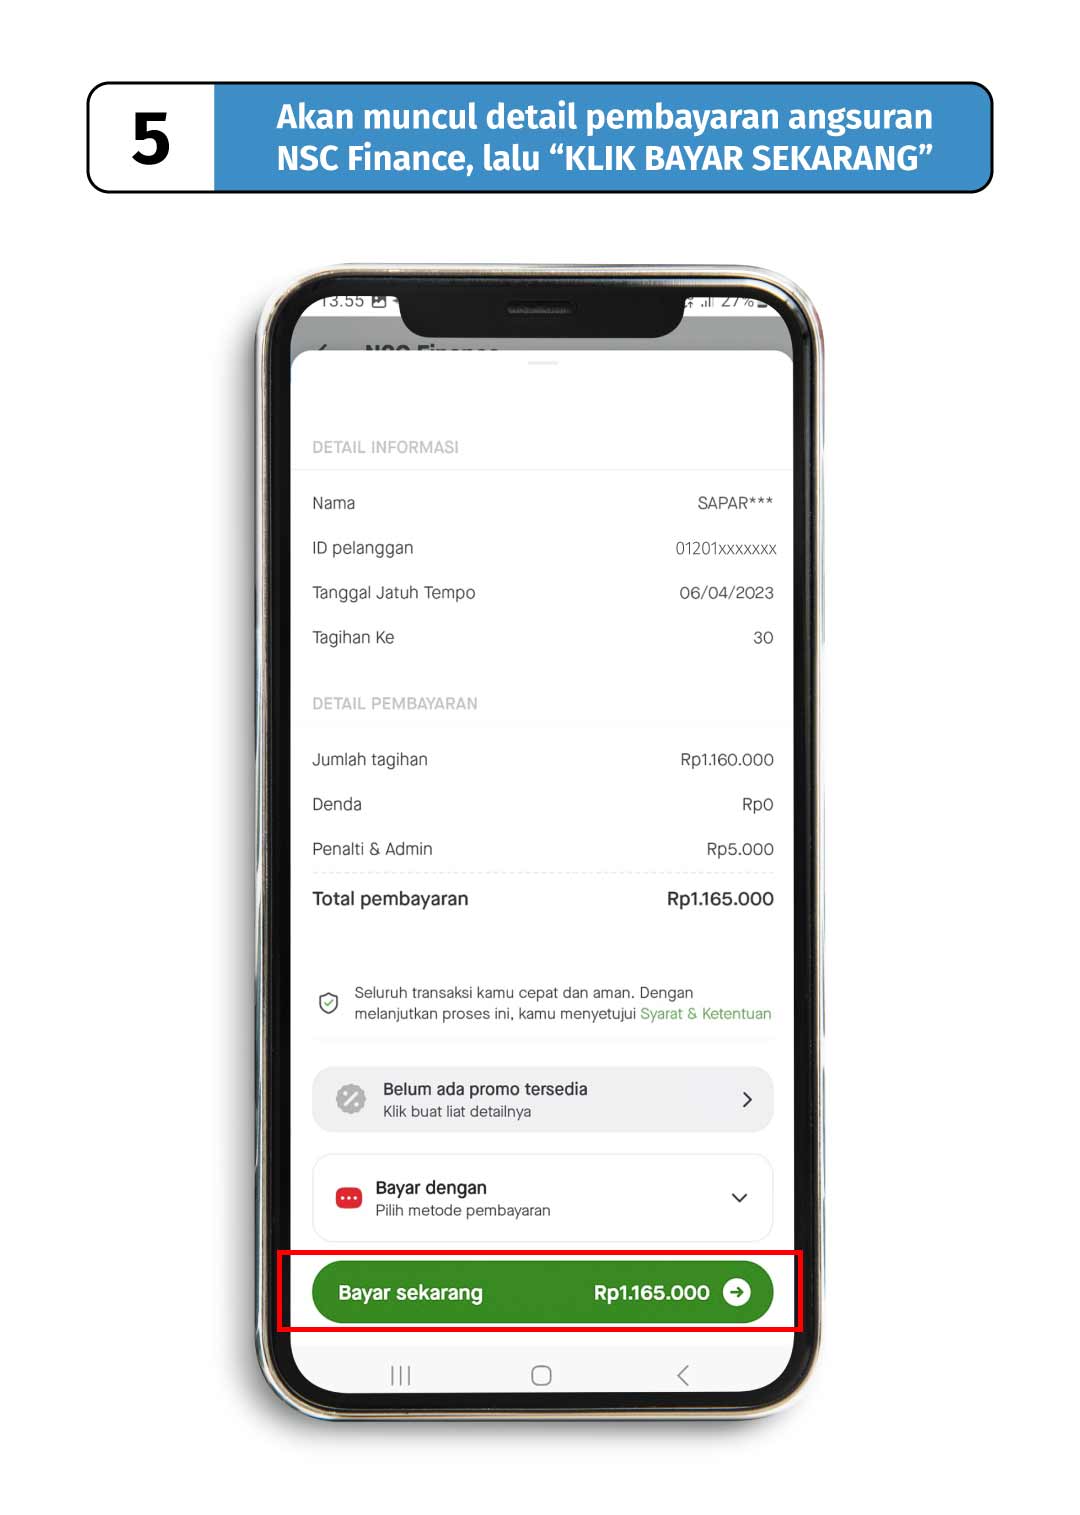 5
Akan muncul detail pembayaran angsuran
NSC Finance, lalu “KLIK BAYAR SEKARANG”
13.55
27%
NSC Finance
DETAIL INFORMASI
Nama SAPAR***
ID pelanggan 01201xxxxxxx
Tanggal Jatuh Tempo 06/04/2023
Tagihan Ke 30
DETAIL PEMBAYARAN
Jumlah tagihan Rp1.160.000
Denda Rp0
Penalti & Admin Rp5.000
Total pembayaran Rp1.165.000
Seluruh transaksi kamu cepat dan aman. Dengan
melanjutkan proses ini, kamu menyetujui Syarat & Ketentuan
Belum ada promo tersedia
Klik buat liat detailnya
Bayar dengan
Pilih metode pembayaran
Bayar sekarang Rp1.165.000